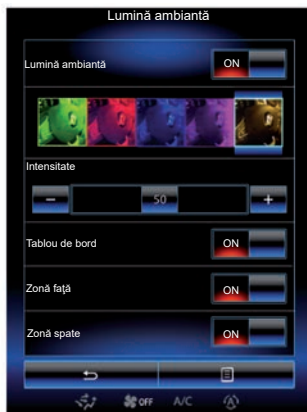 Lumină ambiantă
Lumină ambiantă ON
Intensitate
− 50 +
Tablou de bord ON
Zonă faţă ON
Zonă spate ON
OFF A/C